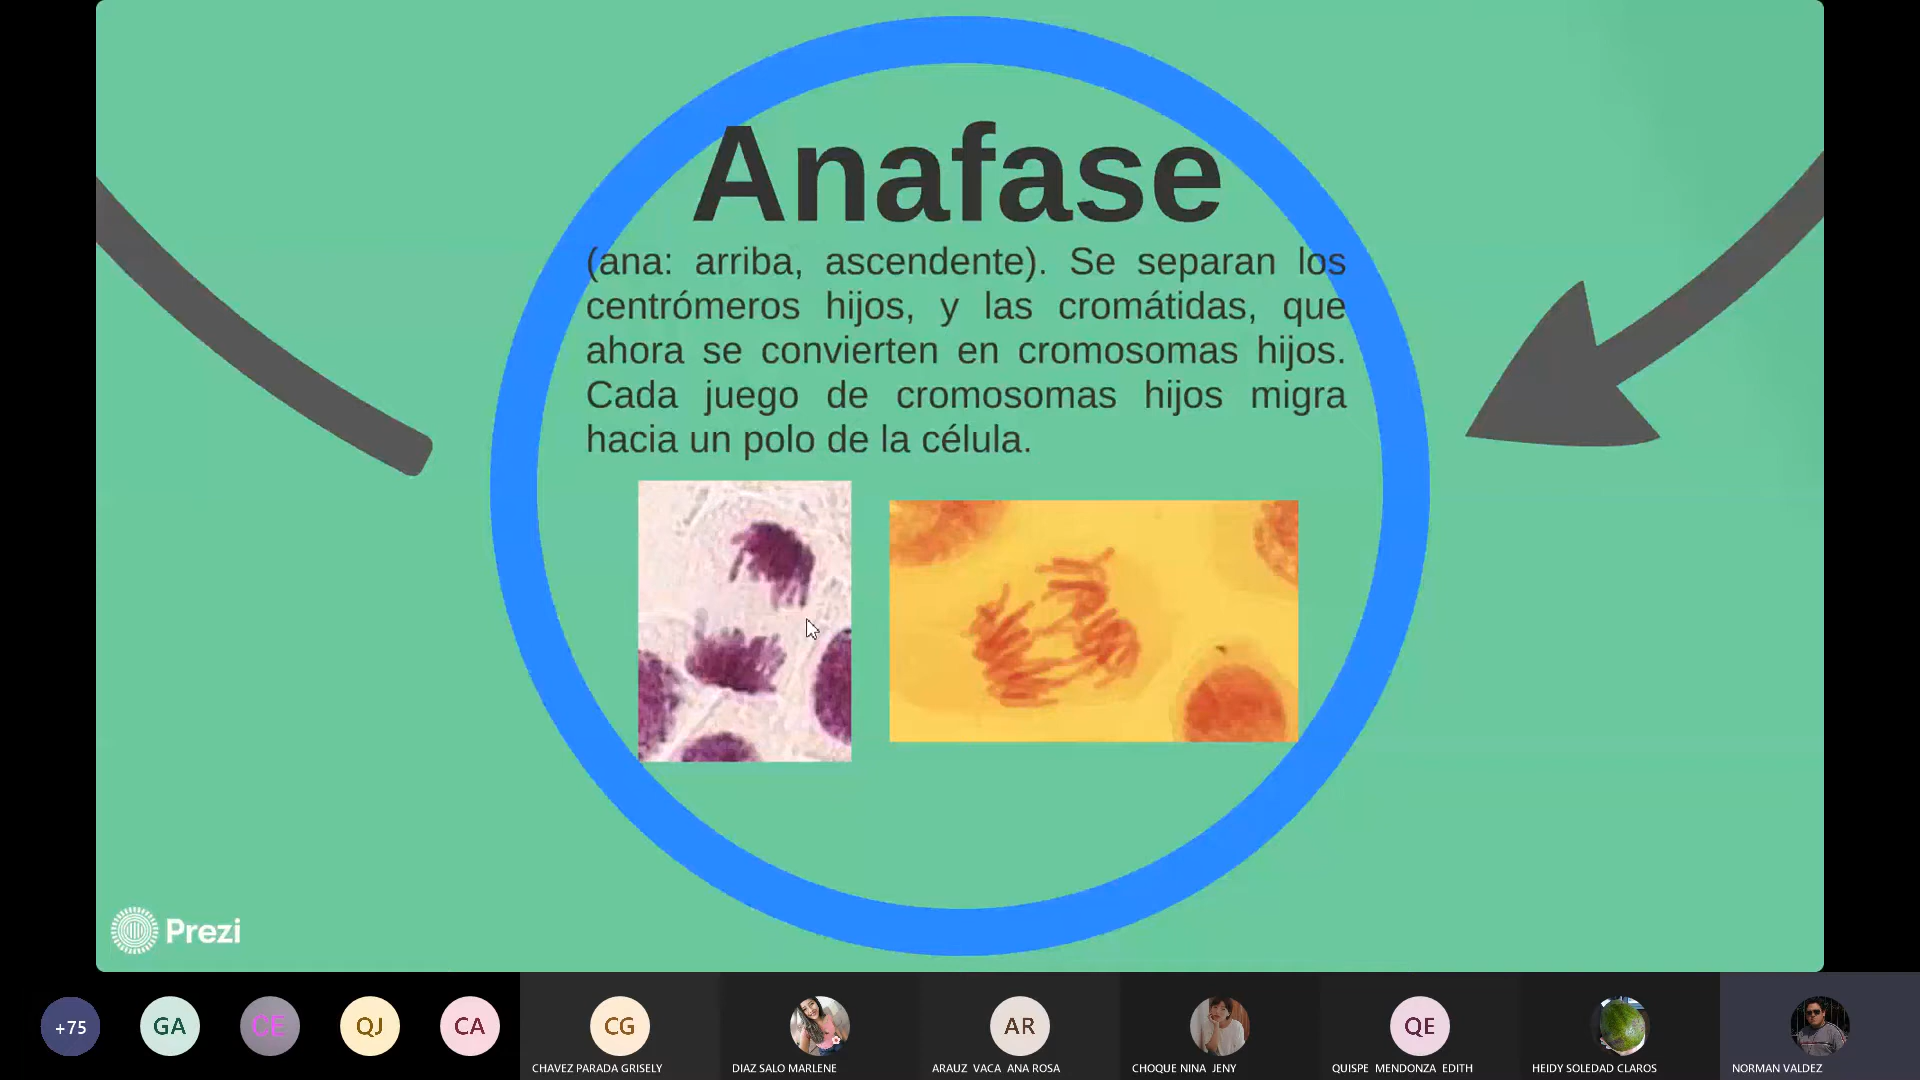 Anafase
(ana: arriba, ascendente). Se separan los
centrómeros hijos, y las cromátidas, que
ahora se convierten en cromosomas hijos.
Cada juego de cromosomas hijos migra
hacia un polo de la célula.
Prezi
+75
GA
CE
QJ
CA
CG
AR
QE
CHAVEZ PARADA GRISELY
DIAZ SALO MARLENE
ARAUZ VACA ANA ROSA
CHOQUE NINA JENY
QUISPE MENDONZA EDITH
HEIDY SOLEDAD CLAROS
NORMAN VALDEZ